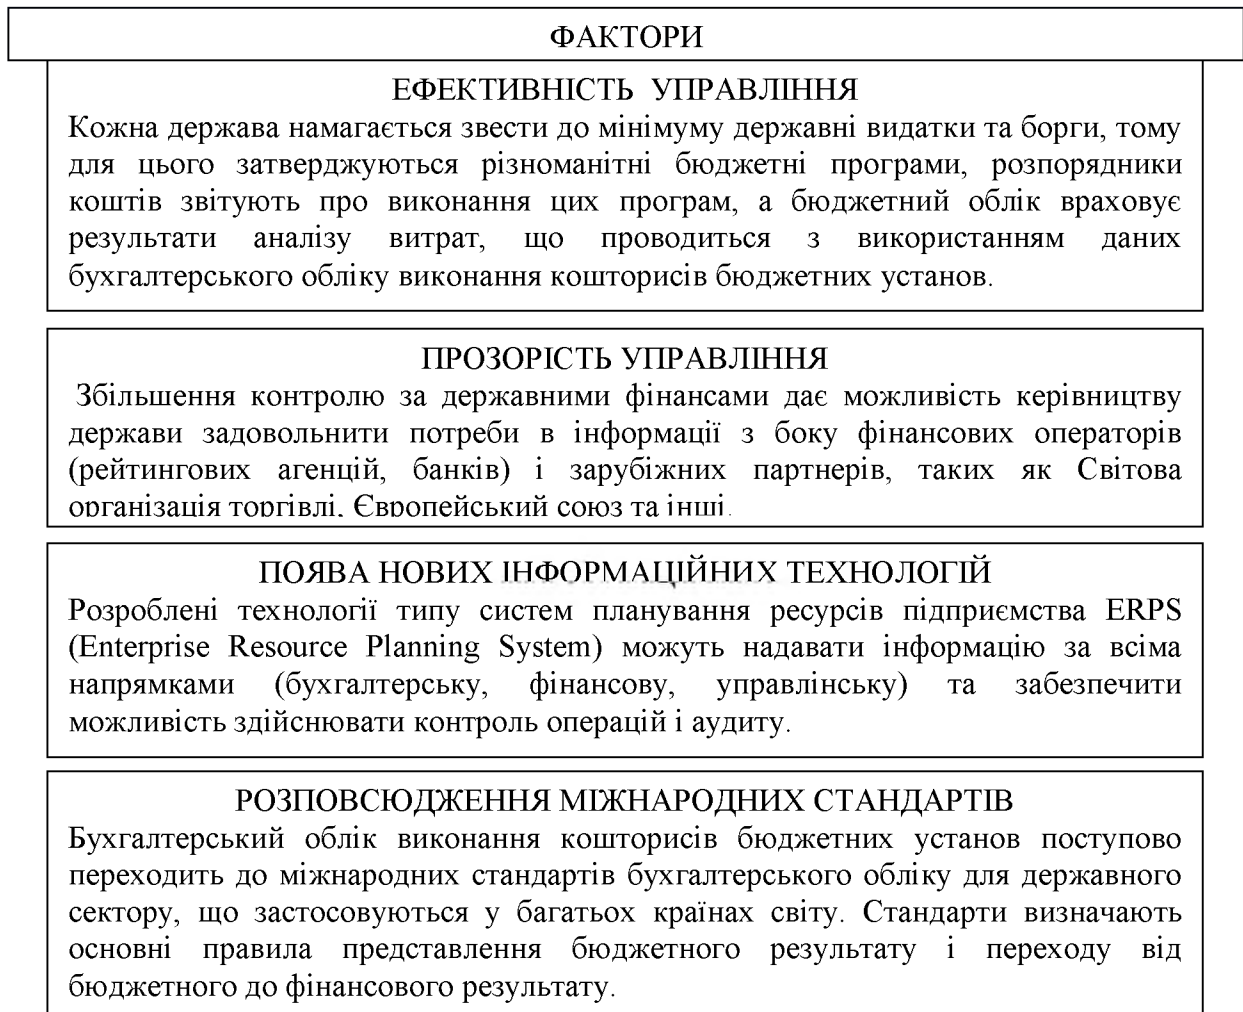 ФАКТОРИ
ЕФЕКТИВНІСТЬ УПРАВЛІННЯ
Кожна держава намагається звести до мінімуму державні видатки та борги, тому
для цього затверджуються різноманітні бюджетні програми, розпорядники
коштів звітують про виконання цих програм, а бюджетний облік враховує
результати аналізу витрат, що проводиться з використанням даних
бухгалтерського обліку виконання кошторисів бюджетних установ.
ПРОЗОРІСТЬ УПРАВЛІННЯ
Збільшення контролю за державними фінансами дає можливість керівництву
держави задовольнити потреби в інформації з боку фінансових операторів
(рейтингових агенцій, банків) і зарубіжних партнерів, таких як Світова
організація торгівлі, Європейський союз та інші.
ПОЯВА НОВИХ ІНФОРМАЦІЙНИХ ТЕХНОЛОГІЙ
Розроблені технології типу систем планування ресурсів підприємства ERPS
(Enterprise Resource Planning System) можуть надавати інформацію за всіма
напрямками (бухгалтерську, фінансову, управлінську) та забезпечити
можливість здійснювати контроль операцій і аудиту.
РОЗПОВСЮДЖЕННЯ МІЖНАРОДНИХ СТАНДАРТІВ
Бухгалтерський облік виконання кошторисів бюджетних установ поступово
переходить до міжнародних стандартів бухгалтерського обліку для державного
сектору, що застосовуються у багатьох країнах світу. Стандарти визначають
основні правила представлення бюджетного результату і переходу від
бюджетного до фінансового результату.